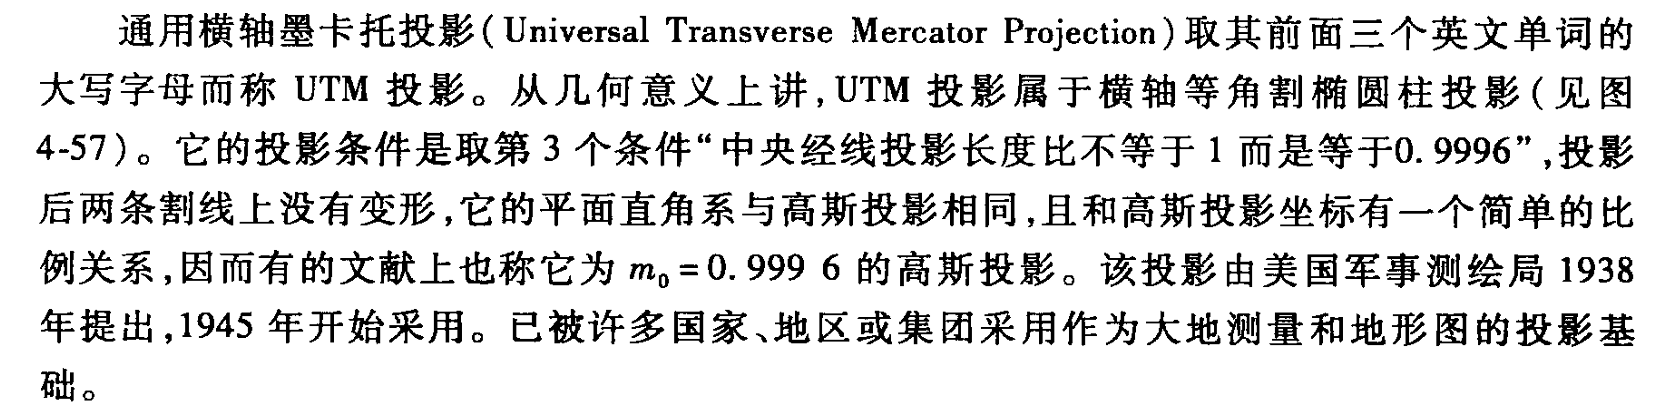 通用横轴墨卡托投影(Universal Transverse Mercator Projection)取其前面三个英文单词的
大写字母而称 UTM 投影。从几何意义上讲,UTM 投影属于横轴等角割椭圆柱投影(见图
4-57)。它的投影条件是取第 3 个条件“中央经线投影长度比不等于 1 而是等于0.9996”,投影
后两条割线上没有变形,它的平面直角系与高斯投影相同,且和高斯投影坐标有一个简单的比
例关系,因而有的文献上也称它为 m₀=0.999 6 的高斯投影。该投影由美国军事测绘局 1938
年提出,1945 年开始采用。已被许多国家、地区或集团采用作为大地测量和地形图的投影基
础。